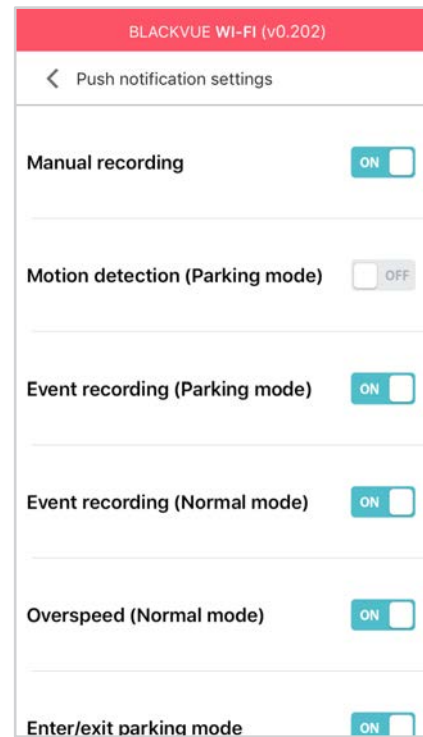 BLACKVUE WI-FI (v0.202)
Push notification settings
Manual recording ON
Motion detection (Parking mode) OFF
Event recording (Parking mode) ON
Event recording (Normal mode) ON
Overspeed (Normal mode) ON
Enter/exit parking mode ON